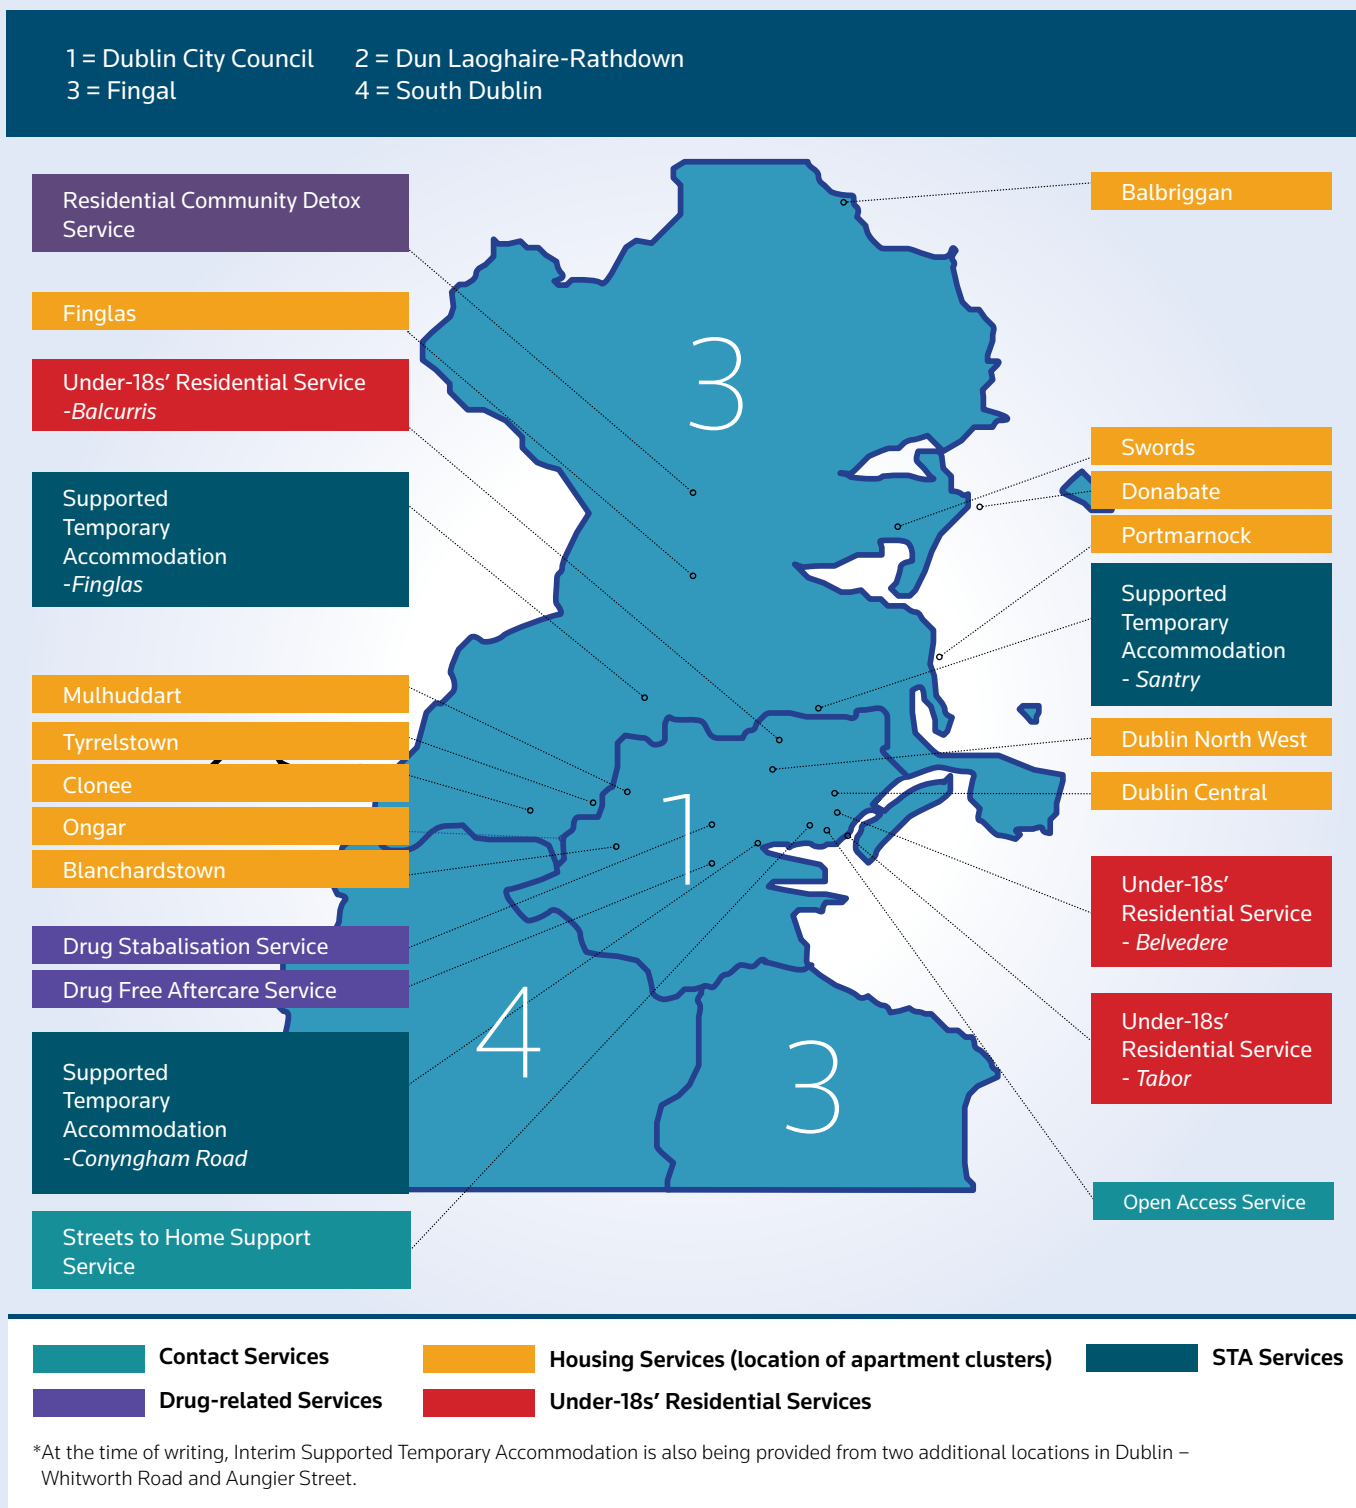 1 = Dublin City Council 2 = Dun Laoghaire-Rathdown
3 = Fingal 4 = South Dublin
Residential Community Detox
Service
Finglas
Under-18s’ Residential Service
-Balcurris
Supported
Temporary
Accommodation
-Finglas
Mulhuddart
Tyrrelstown
Clonee
Ongar
Blanchardstown
Drug Stabalisation Service
Drug Free Aftercare Service
Supported
Temporary
Accommodation
-Conyngham Road
Streets to Home Support
Service
3
1
4
3
Balbriggan
Swords
Donabate
Portmarnock
Supported
Temporary
Accommodation
- Santry
Dublin North West
Dublin Central
Under-18s’
Residential Service
- Belvedere
Under-18s’
Residential Service
- Tabor
Open Access Service
Contact Services
Housing Services (location of apartment clusters)
STA Services
Drug-related Services
Under-18s’ Residential Services
*At the time of writing, Interim Supported Temporary Accommodation is also being provided from two additional locations in Dublin –
Whitworth Road and Aungier Street.